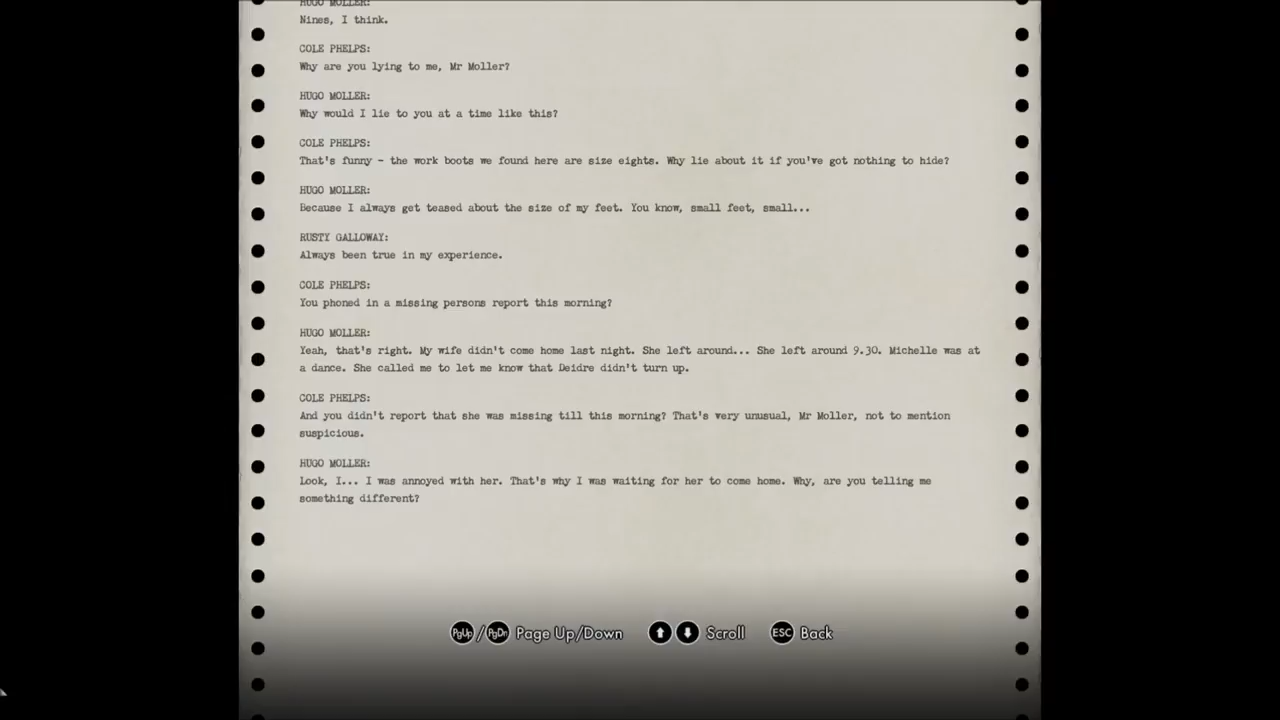 HUGO MOLLER:
Nines, I think.
COLE PHELPS:
Why are you lying to me, Mr Moller?
HUGO MOLLER:
Why would I lie to you at a time like this?
COLE PHELPS:
That's funny - the work boots we found here are size eights. Why lie about it if you've got nothing to hide?
HUGO MOLLER:
Because I always get teased about the size of my feet. You know, small feet, small...
RUSTY GALLOWAY:
Always been true in my experience.
COLE PHELPS:
You phoned in a missing persons report this morning?
HUGO MOLLER:
Yeah, that's right. My wife didn't come home last night. She left around... She left around 9.30. Michelle was at
a dance. She called me to let me know that Deidre didn't turn up.
COLE PHELPS:
And you didn't report that she was missing till this morning? That's very unusual, Mr Moller, not to mention
suspicious.
HUGO MOLLER:
Look, I... I was annoyed with her. That's why I was waiting for her to come home. Why, are you telling me
something different?
PgUp/PgDn Page Up/Down Scroll ESC Back